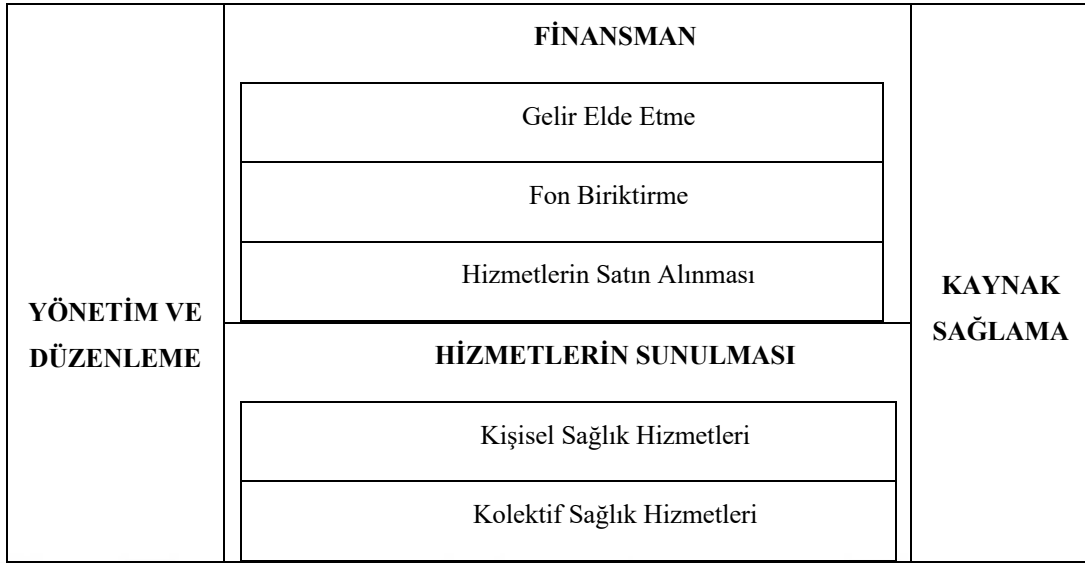 YÖNETİM VE
DÜZENLEME
FİNANSMAN
Gelir Elde Etme
Fon Biriktirme
Hizmetlerin Satın Alınması
HİZMETLERİN SUNULMASI
Kişisel Sağlık Hizmetleri
Kolektif Sağlık Hizmetleri
KAYNAK
SAĞLAMA